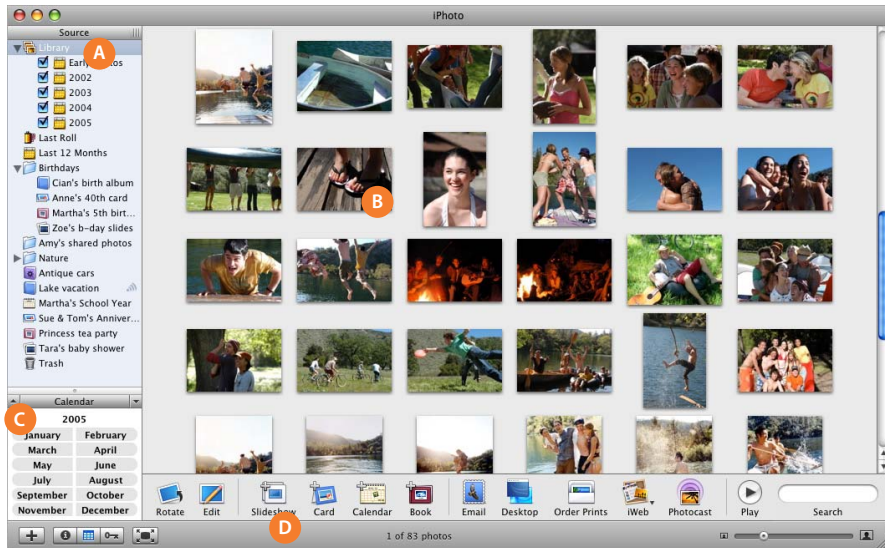 iPhoto
Source
Library
A
Early Photos
2002
2003
2004
2005
Last Roll
Last 12 Months
Birthdays
Cian's birth album
Anne's 40th card
Martha's 5th birt...
Zoe's b-day slides
Amy's shared photos
Nature
Antique cars
Lake vacation
Martha's School Year
Sue & Tom's Anniver...
Princess tea party
Tara's baby shower
Trash
B
Calendar
C
2005
January February
March April
May June
July August
September October
November December
Rotate Edit Slideshow Card Calendar Book Email Desktop Order Prints iWeb Photocast Play Search
D
1 of 83 photos